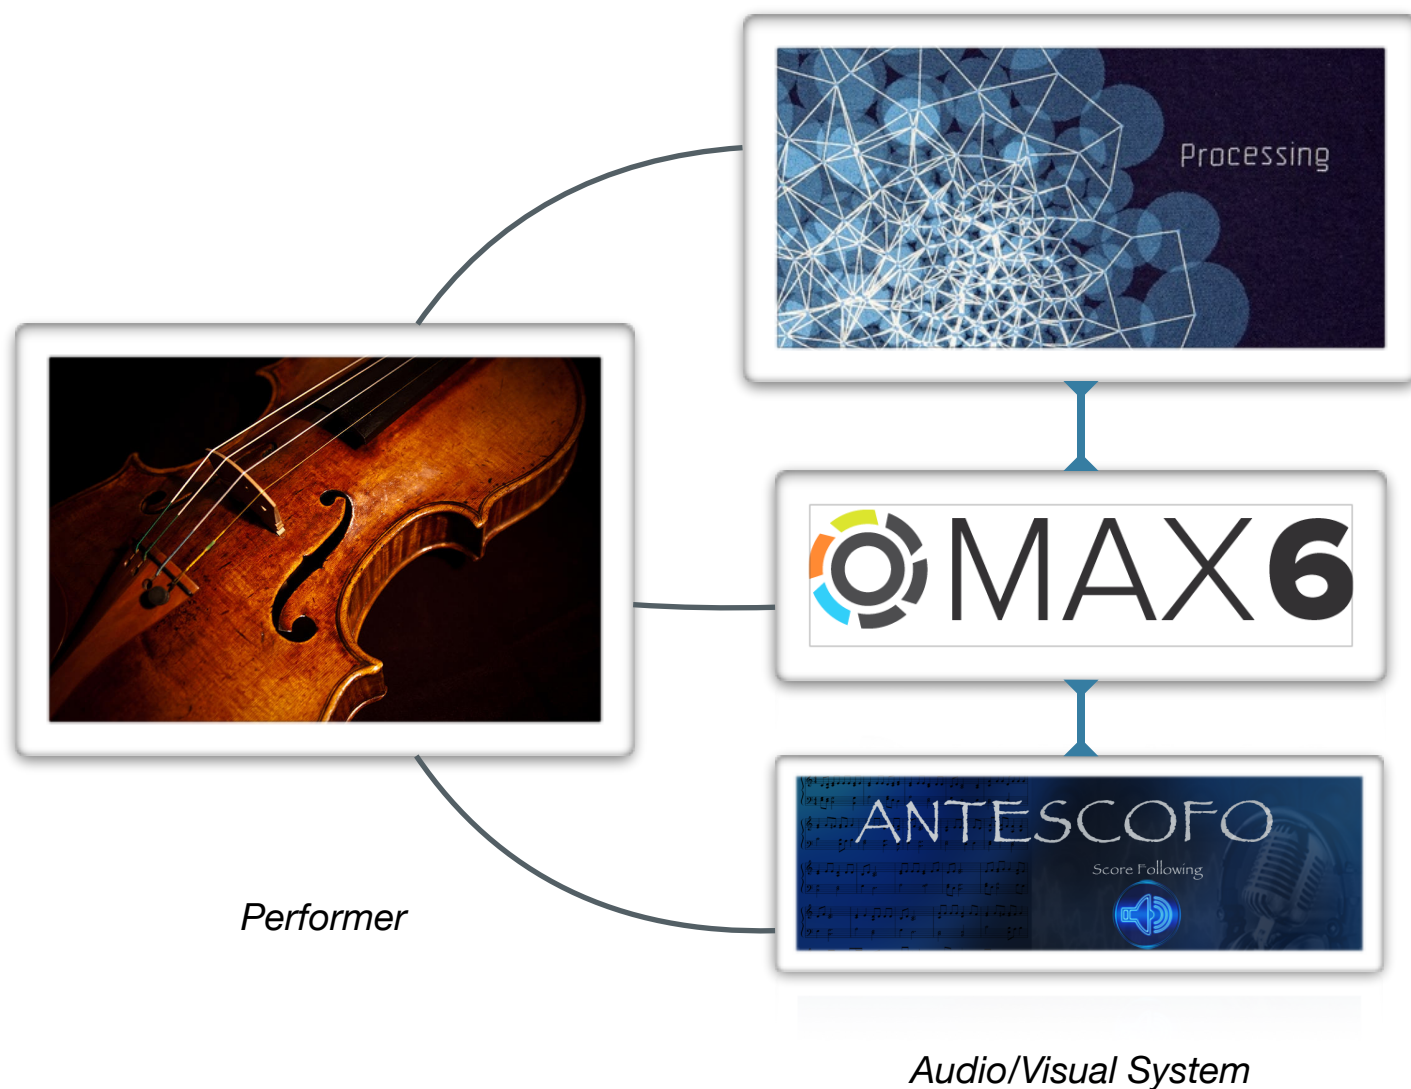 Processing
MAX6
ANTESCOFO
Score Following
Performer
Audio/Visual System